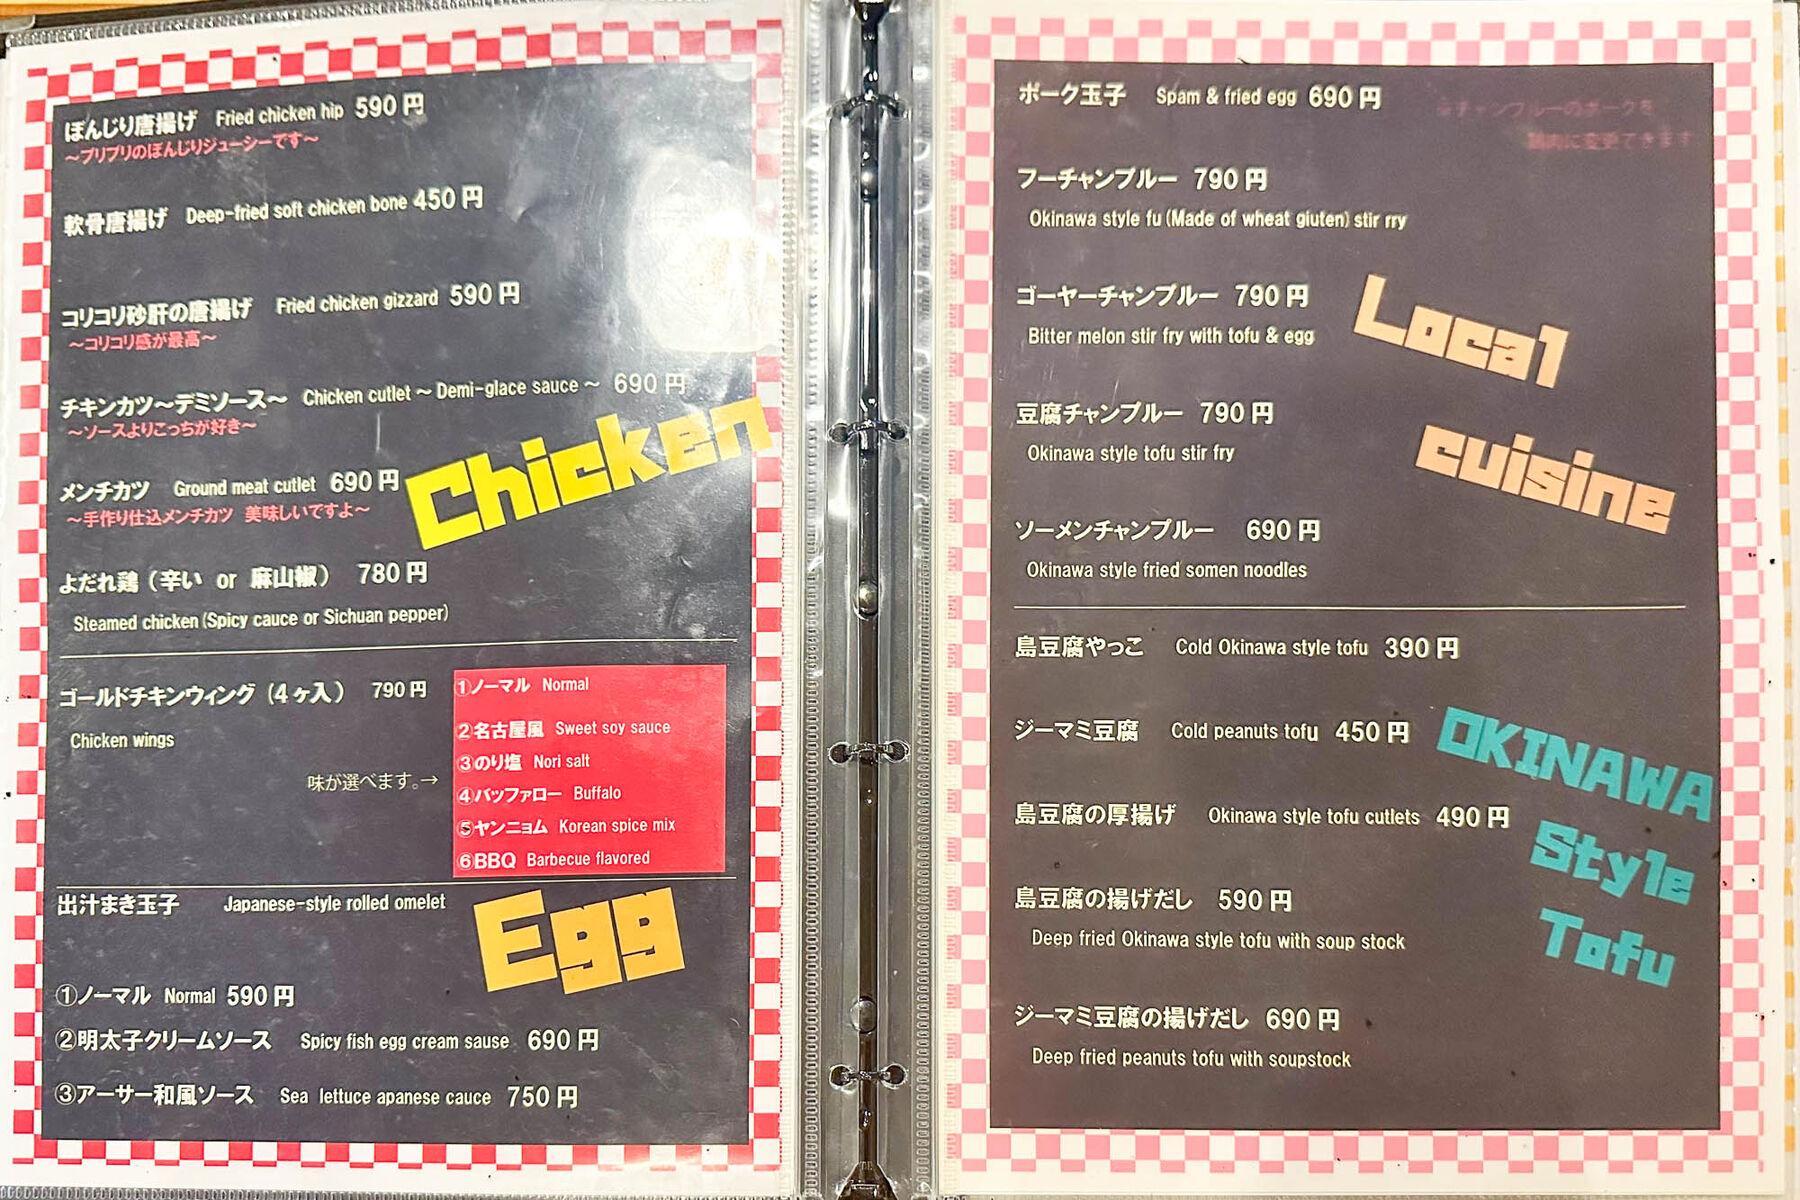 ぼんじり唐揚げ Fried chicken hip 590円
～プリプリのぼんじりジューシーです～
軟骨唐揚げ Deep-fried soft chicken bone 450円
コリコリ砂肝の唐揚げ Fried chicken gizzard 590円
～コリコリ感が最高～
チキンカツ～デミソース～ Chicken cutlet ～ Demi-glace sauce ～ 690円
～ソースよりこっちが好き～
Chicken
メンチカツ Ground meat cutlet 690円
～手作り仕込メンチカツ 美味しいですよ～
よだれ鶏（辛い or 麻山椒） 780円
Steamed chicken (Spicy cauce or Sichuan pepper)
ゴールドチキンウィング（4ヶ入） 790円
Chicken wings
味が選べます。→
①ノーマル Normal
②名古屋風 Sweet soy sauce
③のり塩 Nori salt
④バッファロー Buffalo
⑤ヤンニョム Korean spice mix
⑥BBQ Barbecue flavored
出汁まき玉子 Japanese-style rolled omelet
Egg
①ノーマル Normal 590円
②明太子クリームソース Spicy fish egg cream sause 690円
③アーサー和風ソース Sea lettuce apanese cauce 750円
ポーク玉子 Spam & fried egg 690円
※チャンプルーのポークを
鶏肉に変更できます
フーチャンプルー 790円
Okinawa style fu (Made of wheat giuten) stir rry
ゴーヤーチャンプルー 790円
Bitter melon stir fry with tofu & egg
Local
豆腐チャンプルー 790円
Okinawa style tofu stir fry
cuisine
ソーメンチャンプルー 690円
Okinawa style fried somen noodles
島豆腐やっこ Cold Okinawa style tofu 390円
ジーマミ豆腐 Cold peanuts tofu 450円
OKINAWA
島豆腐の厚揚げ Okinawa style tofu cutlets 490円
Style
島豆腐の揚げだし 590円
Deep fried Okinawa style tofu with soup stock
Tofu
ジーマミ豆腐の揚げだし 690円
Deep fried peanuts tofu with soupstock